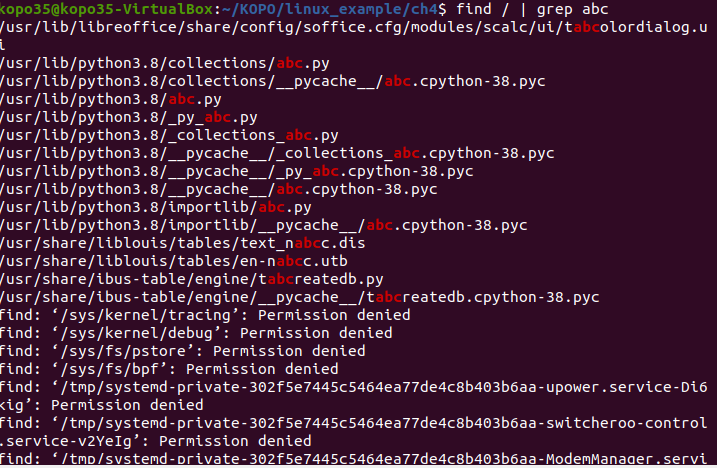 kopo35@kopo35-VirtualBox:~/KOPO/linux_example/ch4$ find / | grep abc
/usr/lib/libreoffice/share/config/soffice.cfg/modules/scalc/ui/tabcolordialog.u
i
/usr/lib/python3.8/collections/abc.py
/usr/lib/python3.8/collections/__pycache__/abc.cpython-38.pyc
/usr/lib/python3.8/abc.py
/usr/lib/python3.8/_py_abc.py
/usr/lib/python3.8/_collections_abc.py
/usr/lib/python3.8/__pycache__/_collections_abc.cpython-38.pyc
/usr/lib/python3.8/__pycache__/_py_abc.cpython-38.pyc
/usr/lib/python3.8/__pycache__/abc.cpython-38.pyc
/usr/lib/python3.8/importlib/abc.py
/usr/lib/python3.8/importlib/__pycache__/abc.cpython-38.pyc
/usr/share/liblouis/tables/text_nabcc.dis
/usr/share/liblouis/tables/en-nabcc.utb
/usr/share/ibus-table/engine/tabcreatedb.py
/usr/share/ibus-table/engine/__pycache__/tabcreatedb.cpython-38.pyc
find: ‘/sys/kernel/tracing’: Permission denied
find: ‘/sys/kernel/debug’: Permission denied
find: ‘/sys/fs/pstore’: Permission denied
find: ‘/sys/fs/bpf’: Permission denied
find: ‘/tmp/systemd-private-302f5e7445c5464ea77de4c8b403b6aa-upower.service-Di6
kig’: Permission denied
find: ‘/tmp/systemd-private-302f5e7445c5464ea77de4c8b403b6aa-switcheroo-control
.service-v2YeIg’: Permission denied
find: ‘/tmp/systemd-private-302f5e7445c5464ea77de4c8b403b6aa-ModemManager.servi